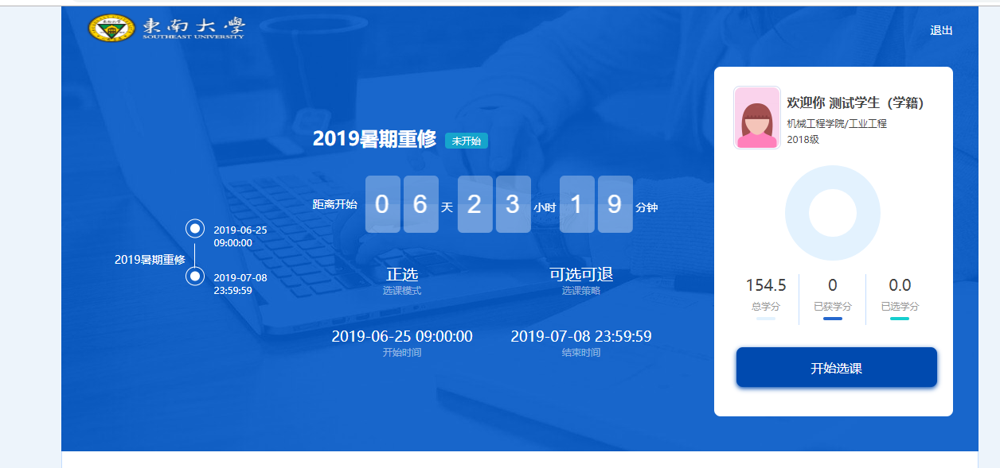 東南大學
SOUTHEAST UNIVERSITY
退出
2019暑期重修 未开始
距离开始 0 6 天 2 3 小时 1 9 分钟
2019暑期重修
2019-06-25
09:00:00
2019-07-08
23:59:59
正选
选课模式
可选可退
选课策略
2019-06-25 09:00:00
开始时间
2019-07-08 23:59:59
结束时间
欢迎你 测试学生（学籍）
机械工程学院/工业工程
2018级
154.5
总学分
0
已获学分
0.0
已选学分
开始选课